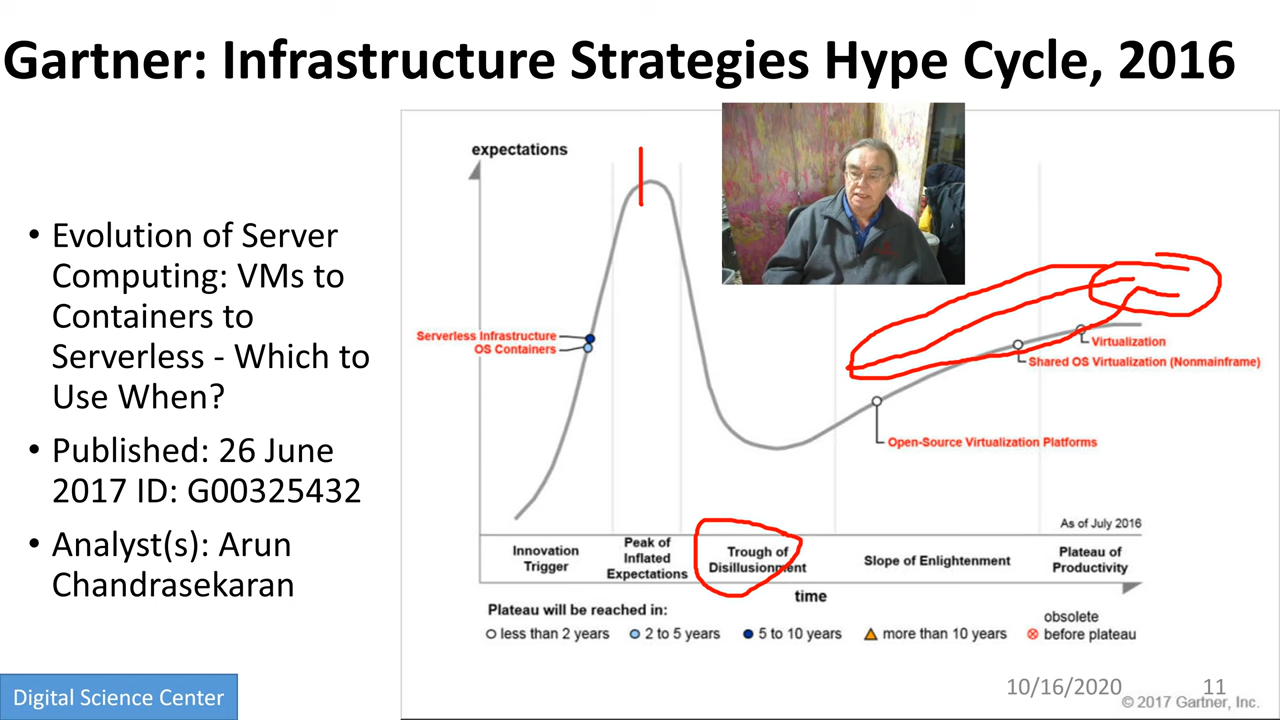 Gartner: Infrastructure Strategies Hype Cycle, 2016
• Evolution of Server
Computing: VMs to
Containers to
Serverless - Which to
Use When?
• Published: 26 June
2017 ID: G00325432
• Analyst(s): Arun
Chandrasekaran
expectations
Serverless Infrastructure
OS Containers
Virtualization
Shared OS Virtualization (Nonmainframe)
Open-Source Virtualization Platforms
As of July 2016
Innovation
Trigger
Peak of
Inflated
Expectations
Trough of
Disillusionment
Slope of Enlightenment
Plateau of
Productivity
time
Plateau will be reached in:
less than 2 years
2 to 5 years
5 to 10 years
more than 10 years
obsolete
before plateau
Digital Science Center
10/16/2020
11
© 2017 Gartner, Inc.